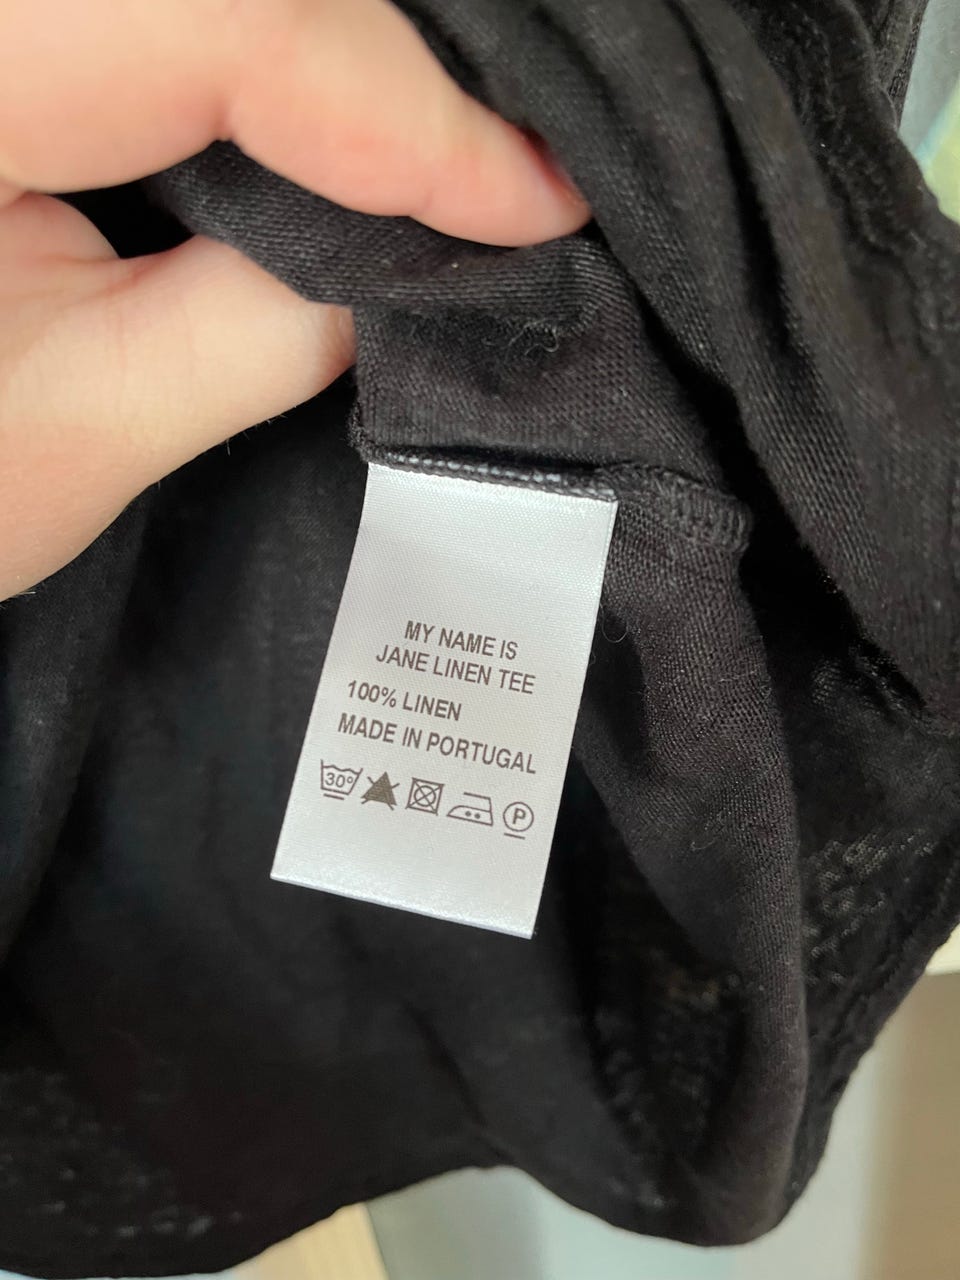 MY NAME IS
JANE LINEN TEE
100% LINEN
MADE IN PORTUGAL
30° P